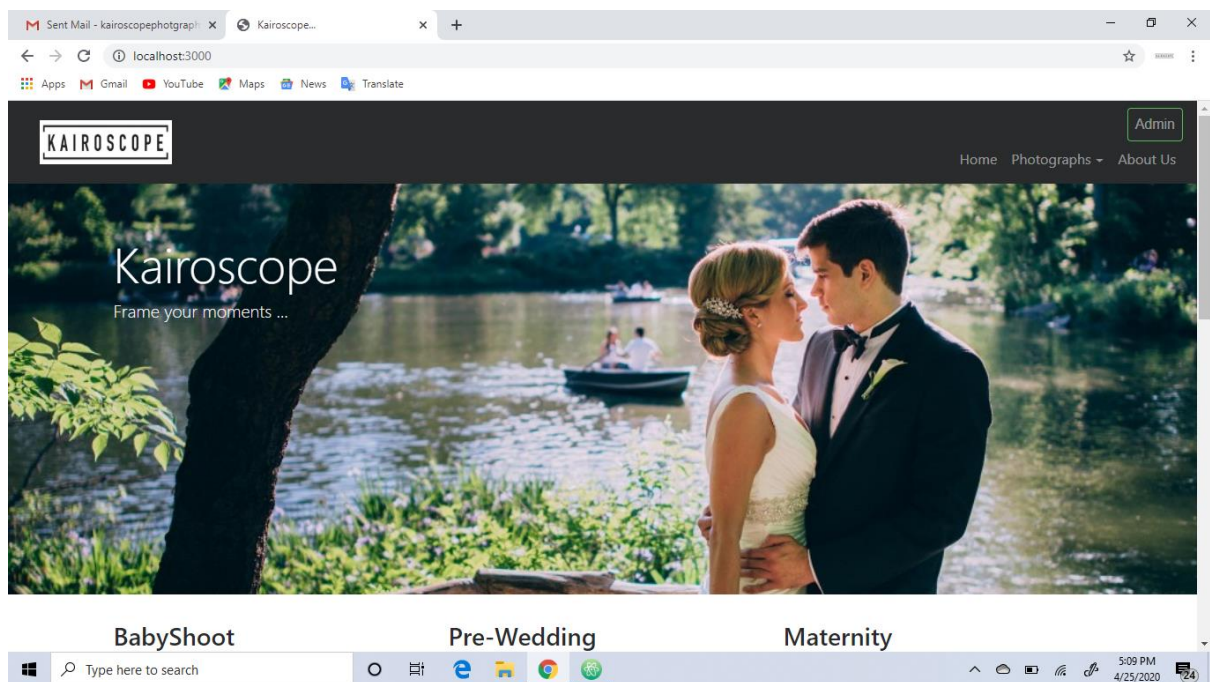 Sent Mail - kairoscopephotgraph
Kairoscope...
localhost:3000
Apps Gmail YouTube Maps News Translate
KAIROSCOPE
Admin
Home Photographs About Us
Kairoscope
Frame your moments ...
BabyShoot Pre-Wedding Maternity
Type here to search
5:09 PM
4/25/2020
24